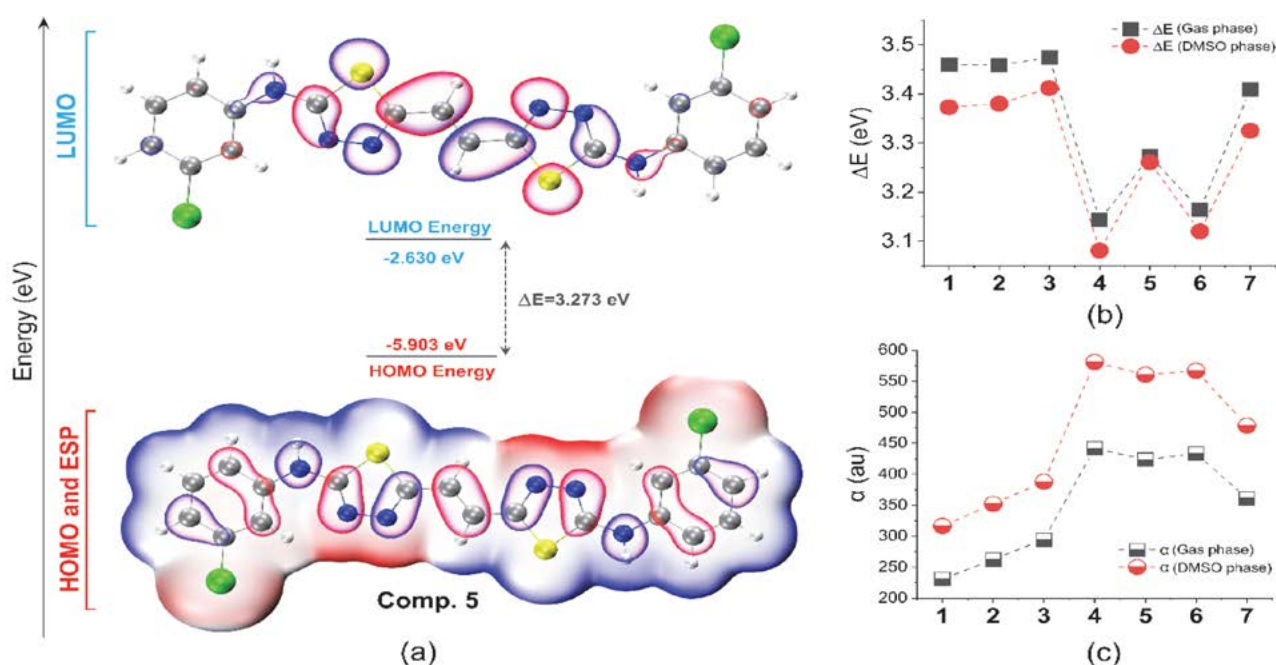 Energy (eV)
LUMO
LUMO Energy
-2.630 eV
ΔE=3.273 eV
-5.903 eV
HOMO Energy
HOMO and ESP
Comp. 5
(a)
ΔE (Gas phase)
ΔE (DMSO phase)
3.5
3.4
3.3
3.2
3.1
ΔE (eV)
1 2 3 4 5 6 7
(b)
600
550
500
450
400
350
300
250
200
α (au)
α (Gas phase)
α (DMSO phase)
1 2 3 4 5 6 7
(c)